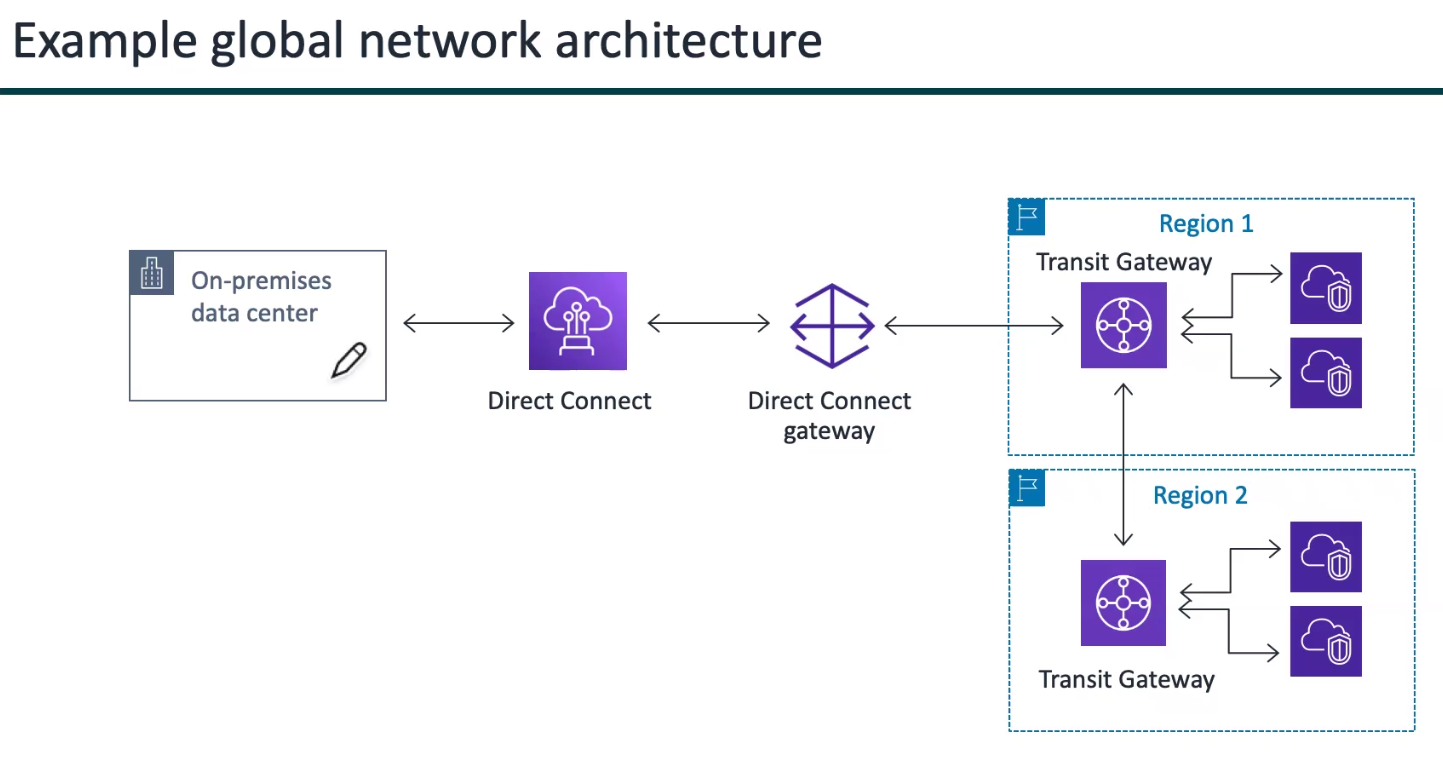 Example global network architecture
On-premises
data center
Direct Connect
Direct Connect
gateway
Region 1
Transit Gateway
Region 2
Transit Gateway